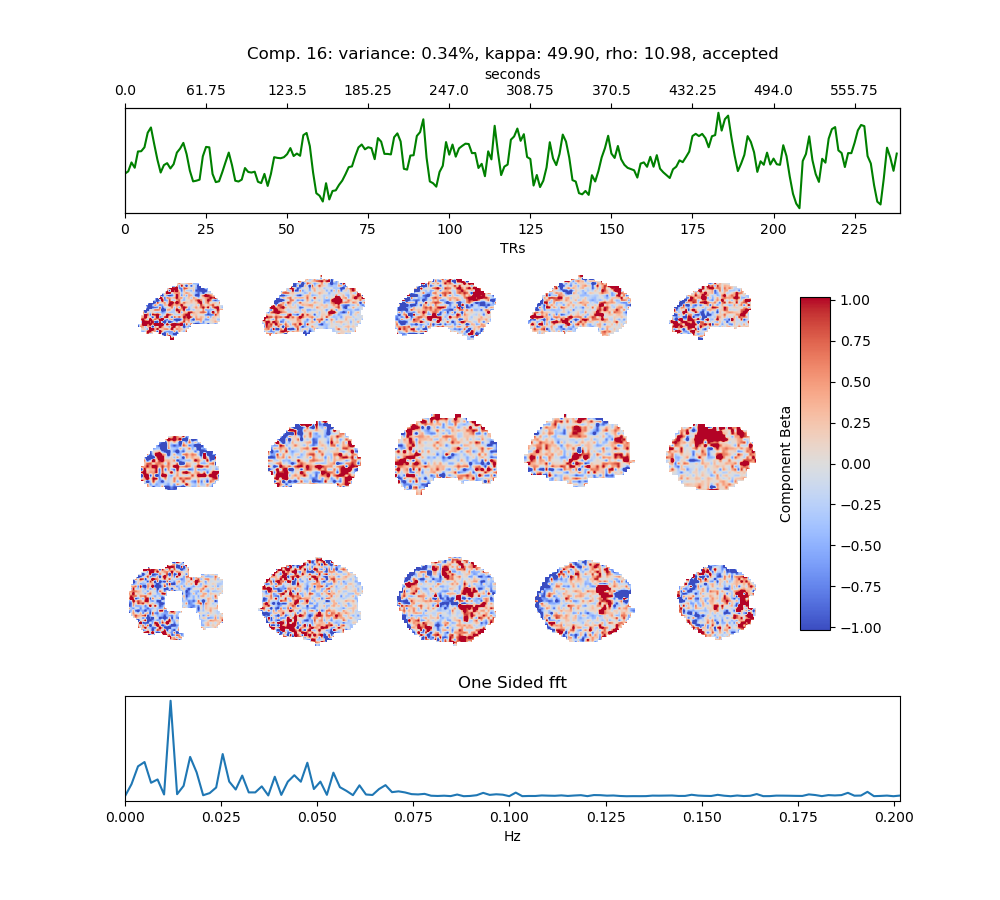 Comp. 16: variance: 0.34%, kappa: 49.90, rho: 10.98, accepted
seconds
0.0 61.75 123.5 185.25 247.0 308.75 370.5 432.25 494.0 555.75
0 25 50 75 100 125 150 175 200 225
TRs
1.00
0.75
0.50
0.25
0.00
−0.25
−0.50
−0.75
−1.00
Component Beta
One Sided fft
0.000 0.025 0.050 0.075 0.100 0.125 0.150 0.175 0.200
Hz